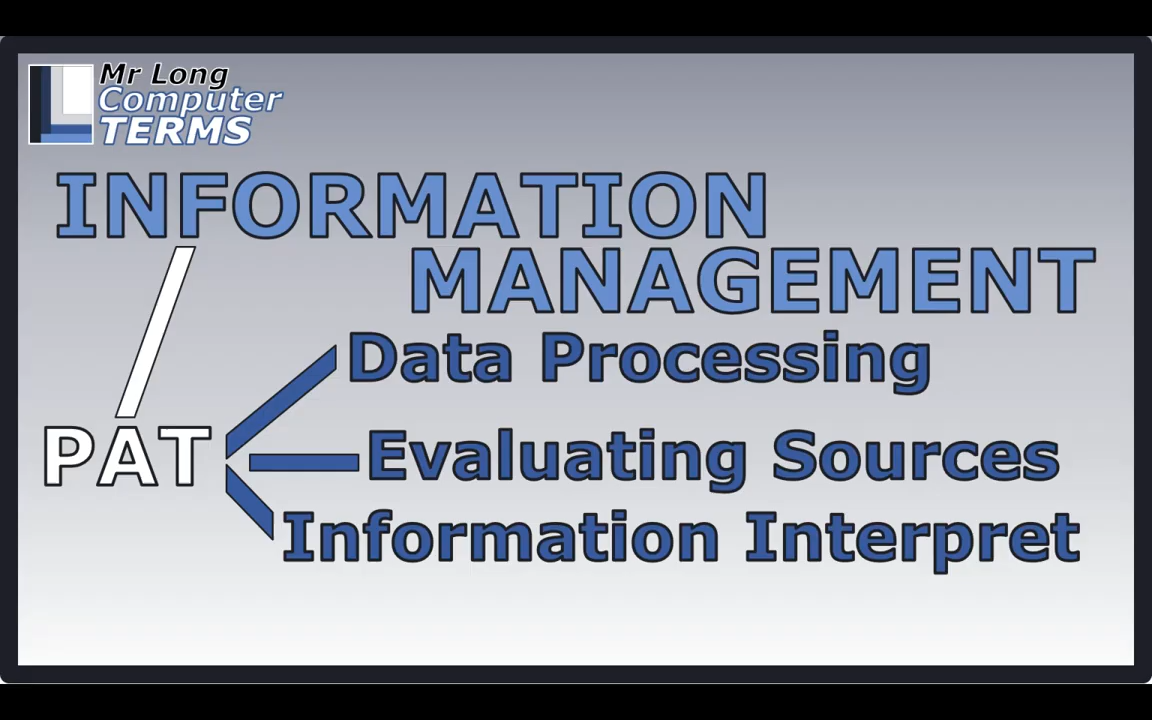 Mr Long
Computer
TERMS
INFORMATION
MANAGEMENT
Data Processing
PAT
Evaluating Sources
Information Interpret